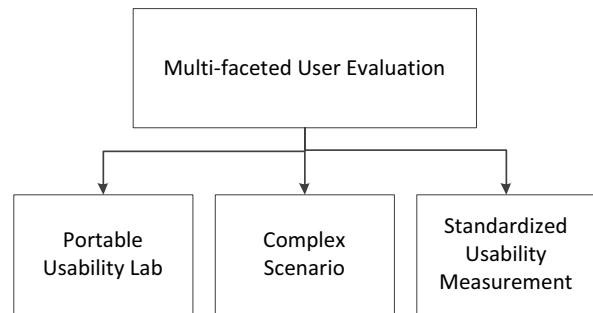 Multi-faceted User Evaluation
Portable
Usability Lab
Complex
Scenario
Standardized
Usability
Measurement